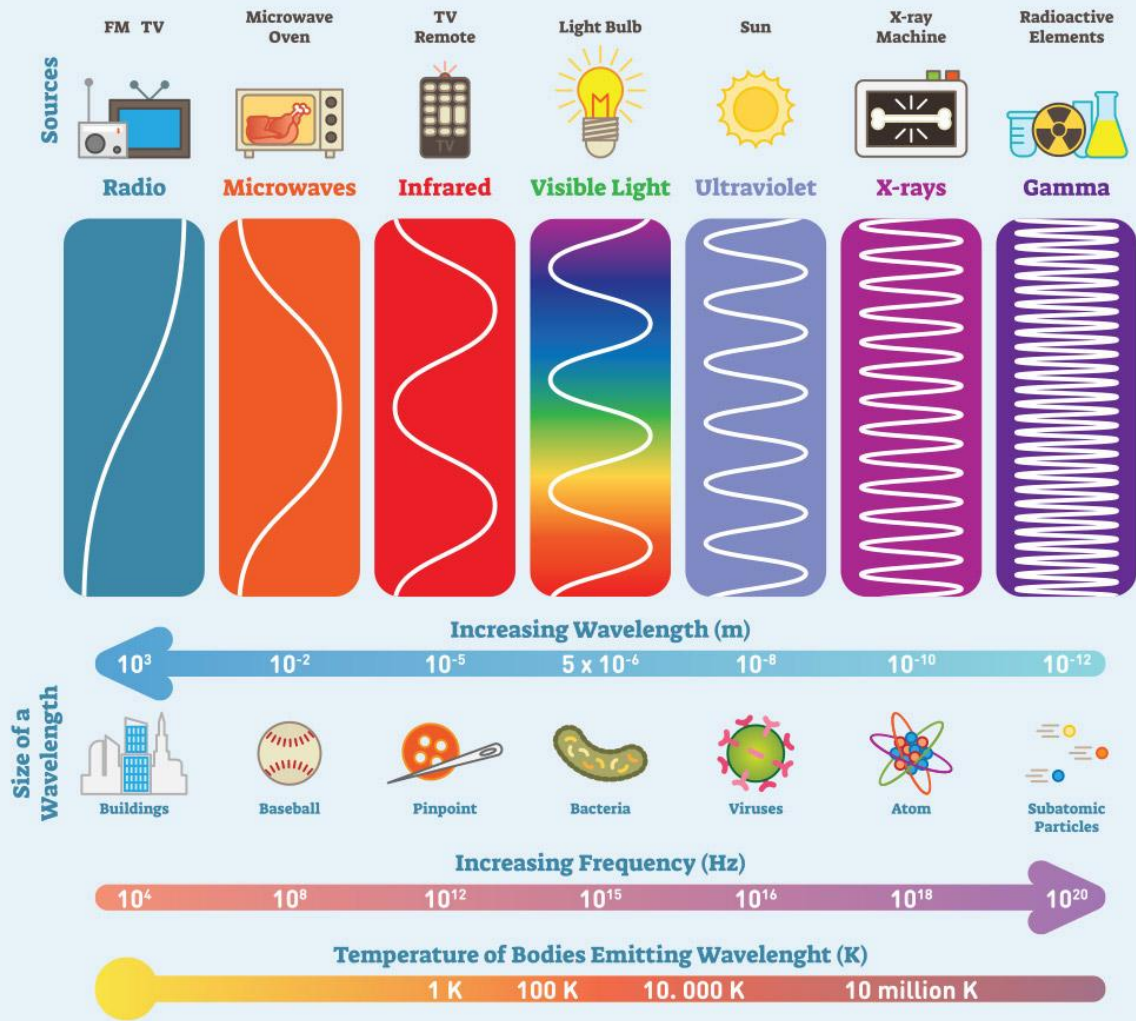 FM TV
Microwave
Oven
TV
Remote
Light Bulb
Sun
X-ray
Machine
Radioactive
Elements
Sources
TV
Radio
Microwaves
Infrared
Visible Light
Ultraviolet
X-rays
Gamma
Increasing Wavelength (m)
10³ 10⁻² 10⁻⁵ 5 x 10⁻⁶ 10⁻⁸ 10⁻¹⁰ 10⁻¹²
Size of a
Wavelength
Buildings
Baseball
Pinpoint
Bacteria
Viruses
Atom
Subatomic
Particles
Increasing Frequency (Hz)
10⁴ 10⁸ 10¹² 10¹⁵ 10¹⁶ 10¹⁸ 10²⁰
Temperature of Bodies Emitting Wavelenght (K)
1 K 100 K 10. 000 K 10 million K